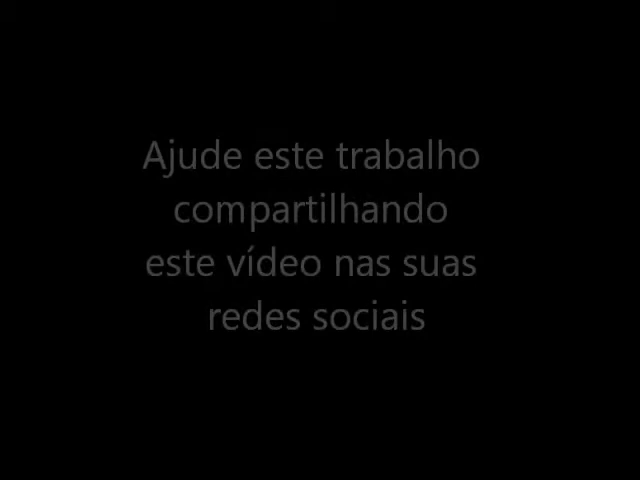 Ajude este trabalho
compartilhando
este vídeo nas suas
redes sociais